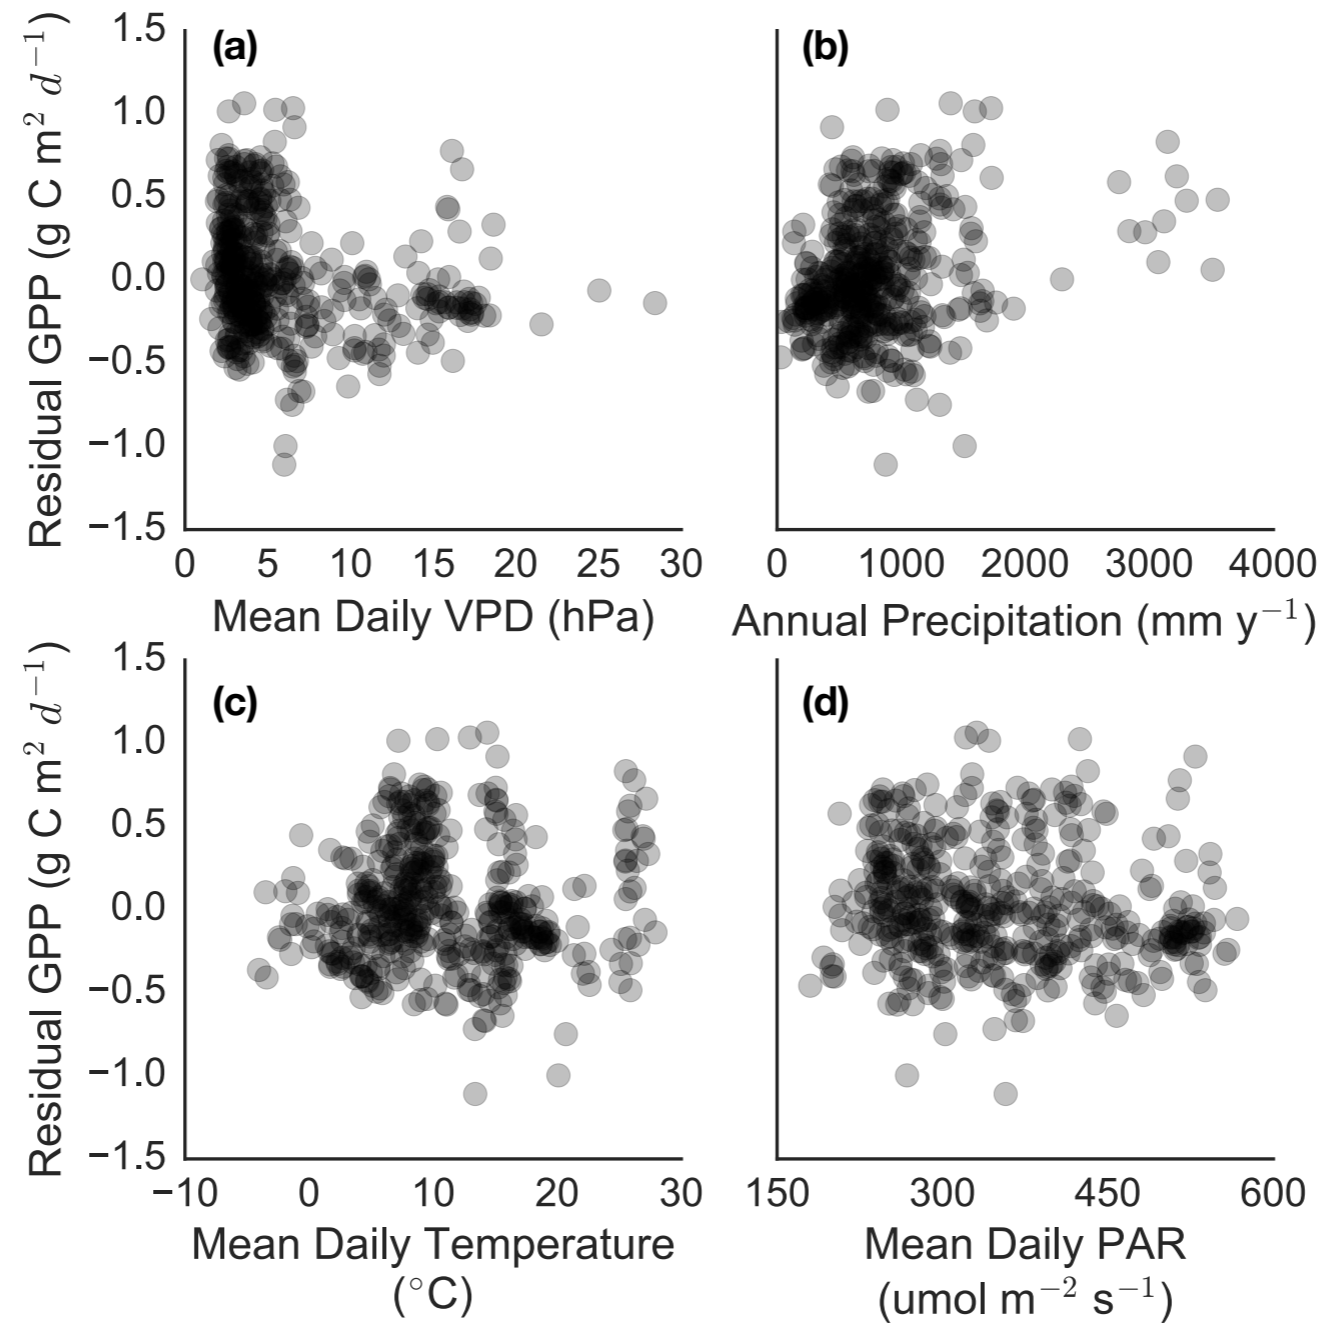 (a)
Residual GPP (g C m² d⁻¹)
1.5
1.0
0.5
0.0
−0.5
−1.0
−1.5
0 5 10 15 20 25 30
Mean Daily VPD (hPa)
(b)
0 1000 2000 3000 4000
Annual Precipitation (mm y⁻¹)
(c)
Residual GPP (g C m² d⁻¹)
1.5
1.0
0.5
0.0
−0.5
−1.0
−1.5
−10 0 10 20 30
Mean Daily Temperature
(°C)
(d)
150 300 450 600
Mean Daily PAR
(umol m⁻² s⁻¹)